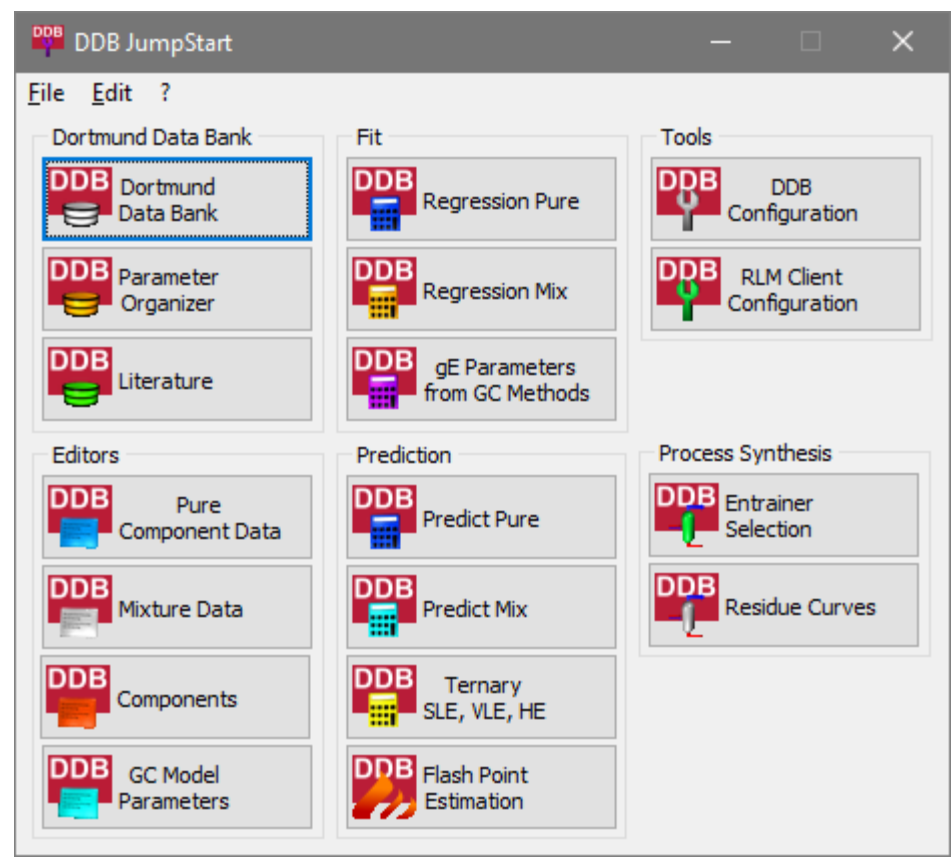 DDB DDB JumpStart
File Edit ?
Dortmund Data Bank
DDB Dortmund
Data Bank
DDB Parameter
Organizer
DDB Literature
Fit
DDB Regression Pure
DDB Regression Mix
DDB gE Parameters
from GC Methods
Tools
DDB DDB
Configuration
DDB RLM Client
Configuration
Editors
DDB Pure
Component Data
DDB Mixture Data
DDB Components
DDB GC Model
Parameters
Prediction
DDB Predict Pure
DDB Predict Mix
DDB Ternary
SLE, VLE, HE
DDB Flash Point
Estimation
Process Synthesis
DDB Entrainer
Selection
DDB Residue Curves